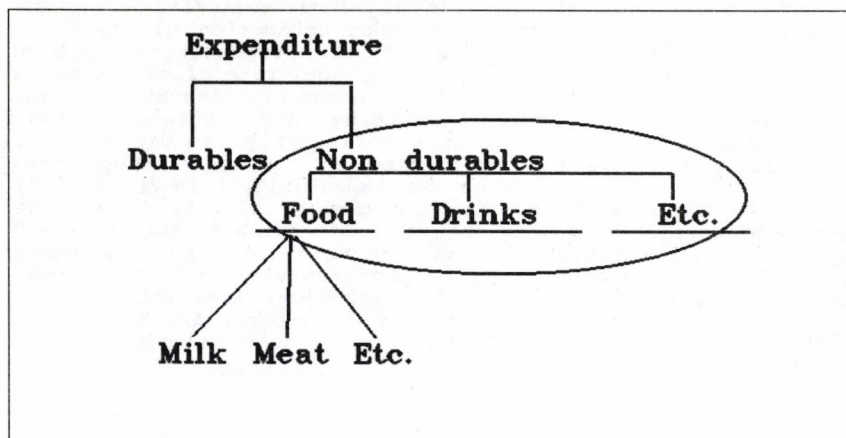 Expenditure
Durables Non durables
Food Drinks Etc.
Milk Meat Etc.